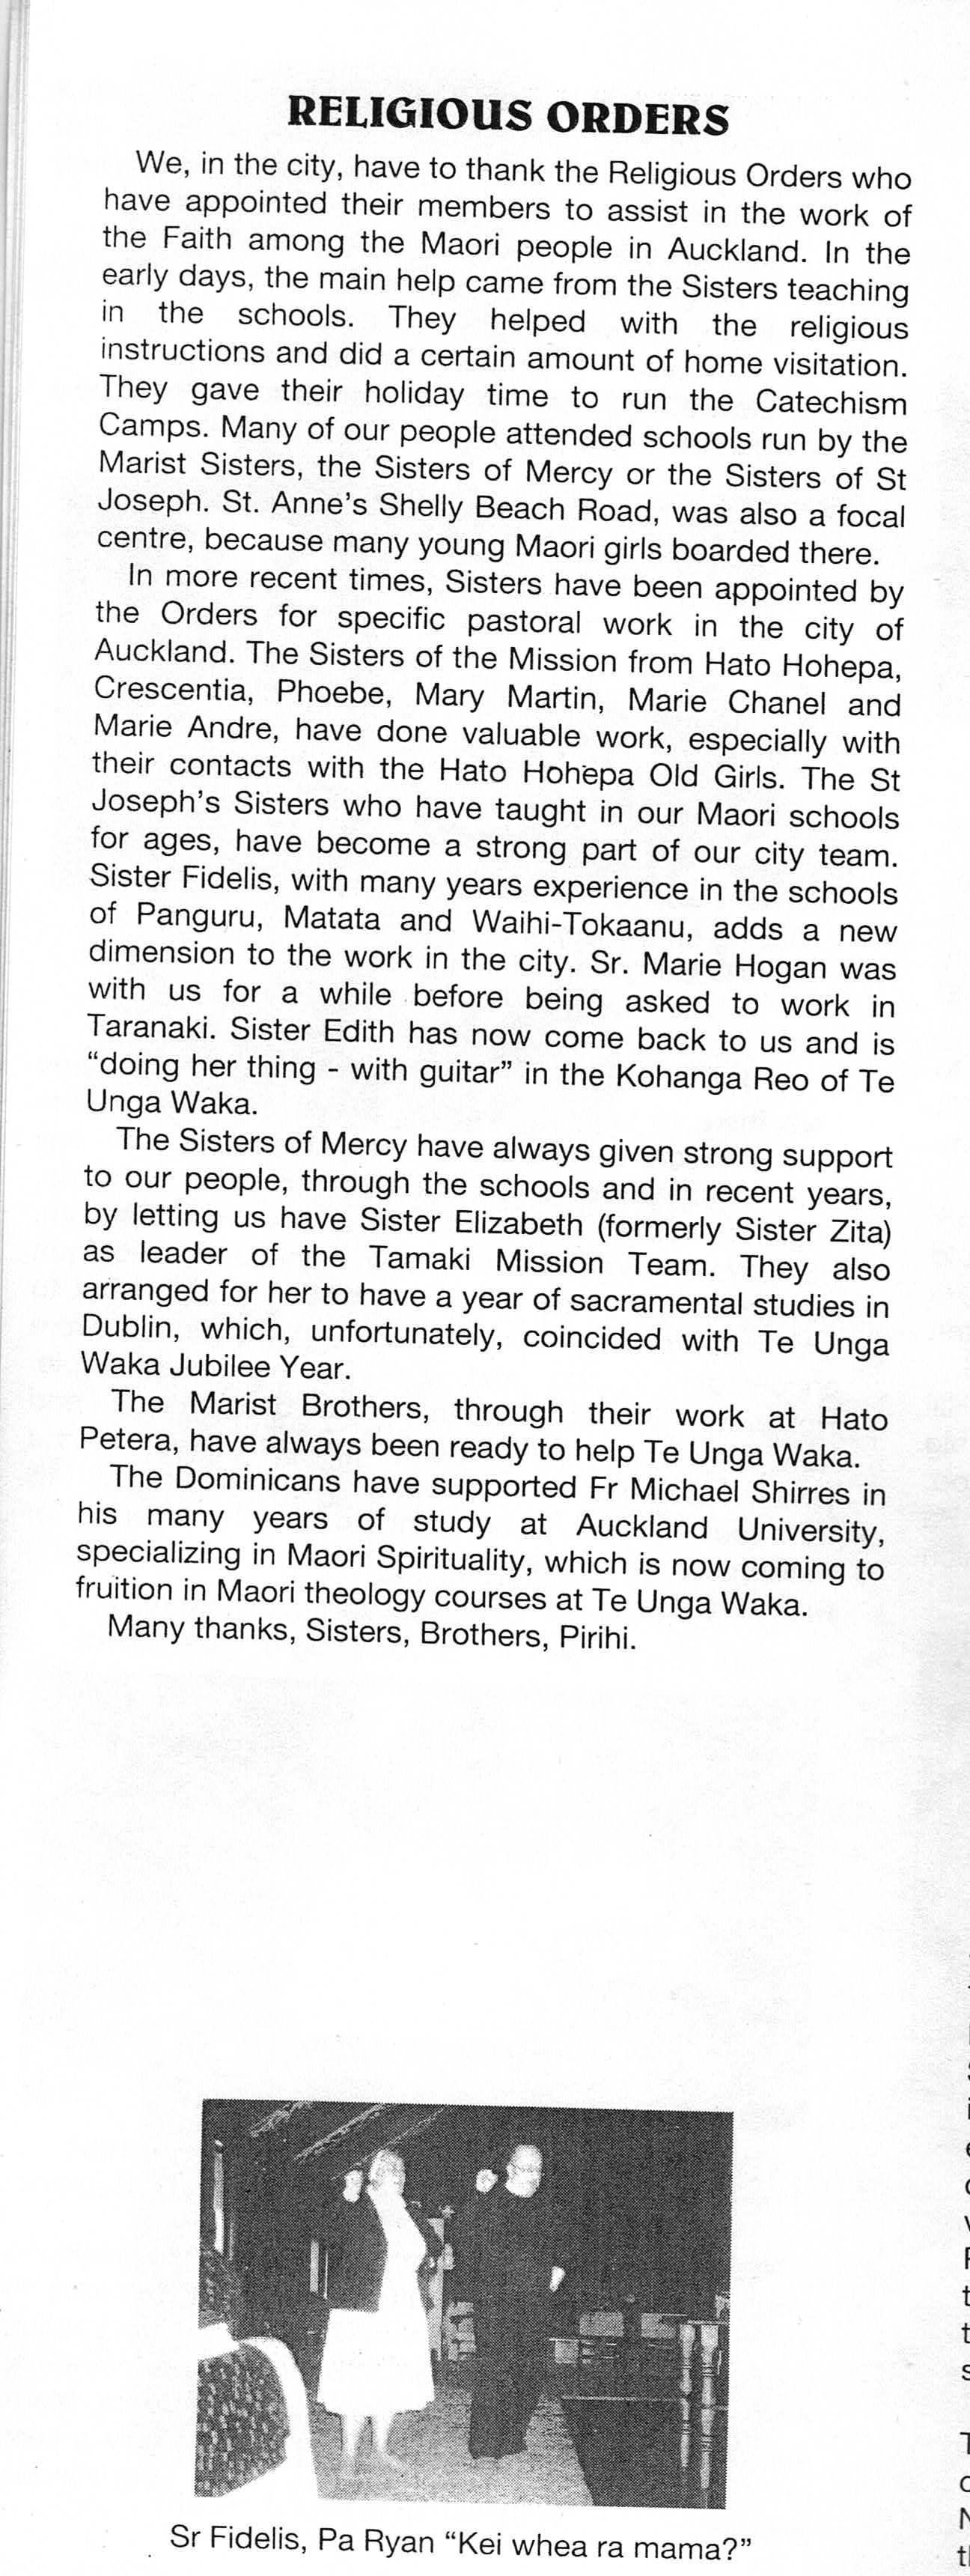 RELIGIOUS ORDERS
We, in the city, have to thank the Religious Orders who
have appointed their members to assist in the work of
the Faith among the Maori people in Auckland. In the
early days, the main help came from the Sisters teaching
in the schools. They helped with the religious
instructions and did a certain amount of home visitation.
They gave their holiday time to run the Catechism
Camps. Many of our people attended schools run by the
Marist Sisters, the Sisters of Mercy or the Sisters of St
Joseph. St. Anne's Shelly Beach Road, was also a focal
centre, because many young Maori girls boarded there.
In more recent times, Sisters have been appointed by
the Orders for specific pastoral work in the city of
Auckland. The Sisters of the Mission from Hato Hohepa,
Crescentia, Phoebe, Mary Martin, Marie Chanel and
Marie Andre, have done valuable work, especially with
their contacts with the Hato Hohepa Old Girls. The St
Joseph's Sisters who have taught in our Maori schools
for ages, have become a strong part of our city team.
Sister Fidelis, with many years experience in the schools
of Panguru, Matata and Waihi-Tokaanu, adds a new
dimension to the work in the city. Sr. Marie Hogan was
with us for a while before being asked to work in
Taranaki. Sister Edith has now come back to us and is
“doing her thing - with guitar” in the Kohanga Reo of Te
Unga Waka.
The Sisters of Mercy have always given strong support
to our people, through the schools and in recent years,
by letting us have Sister Elizabeth (formerly Sister Zita)
as leader of the Tamaki Mission Team. They also
arranged for her to have a year of sacramental studies in
Dublin, which, unfortunately, coincided with Te Unga
Waka Jubilee Year.
The Marist Brothers, through their work at Hato
Petera, have always been ready to help Te Unga Waka.
The Dominicans have supported Fr Michael Shirres in
his many years of study at Auckland University,
specializing in Maori Spirituality, which is now coming to
fruition in Maori theology courses at Te Unga Waka.
Many thanks, Sisters, Brothers, Pirihi.
Sr Fidelis, Pa Ryan “Kei whea ra mama?”